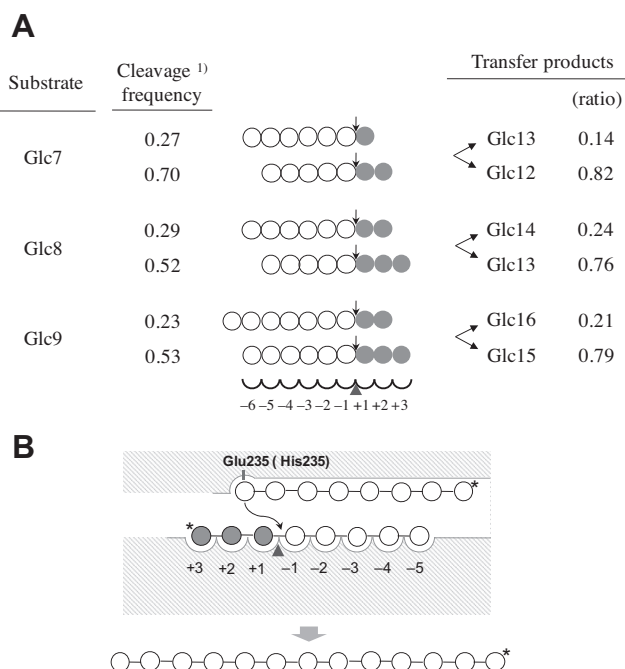 A
Transfer products
Substrate Cleavage 1) frequency (ratio)
Glc7 0.27 Glc13 0.14
0.70 Glc12 0.82
Glc8 0.29 Glc14 0.24
0.52 Glc13 0.76
Glc9 0.23 Glc16 0.21
0.53 Glc15 0.79
–6 –5 –4 –3 –2 –1 +1 +2 +3
B
Glu235 ( His235)
*
*
+3 +2 +1 –1 –2 –3 –4 –5
*